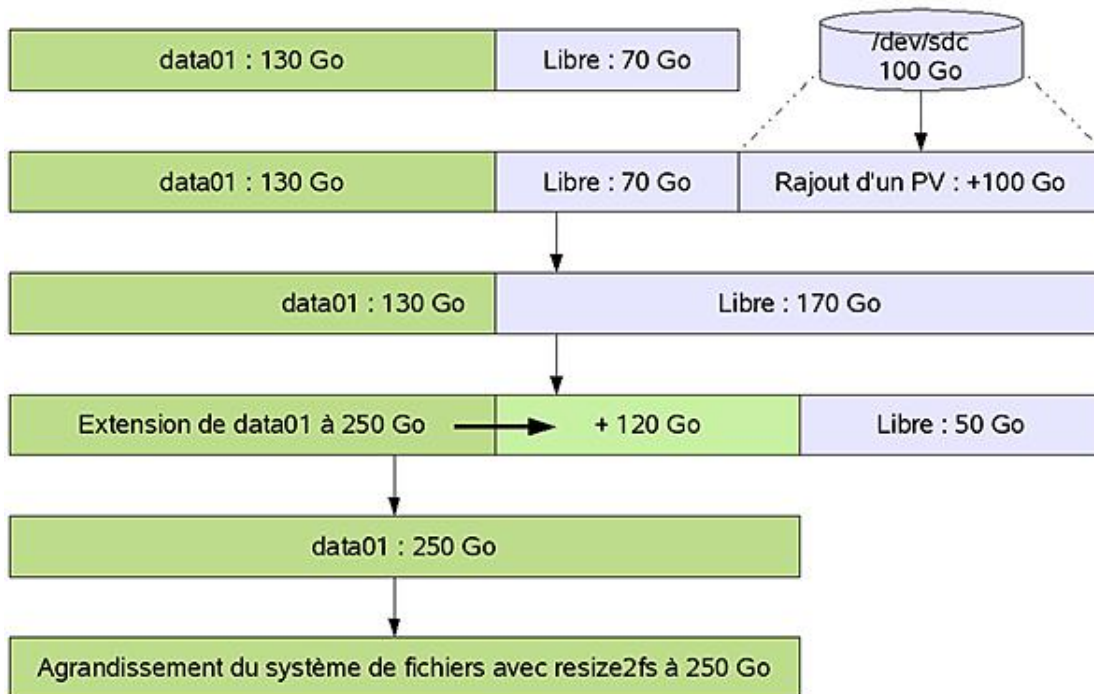 data01 : 130 Go
Libre : 70 Go
/dev/sdc
100 Go
data01 : 130 Go
Libre : 70 Go
Rajout d'un PV : +100 Go
data01 : 130 Go
Libre : 170 Go
Extension de data01 à 250 Go
+ 120 Go
Libre : 50 Go
data01 : 250 Go
Agrandissement du système de fichiers avec resize2fs à 250 Go